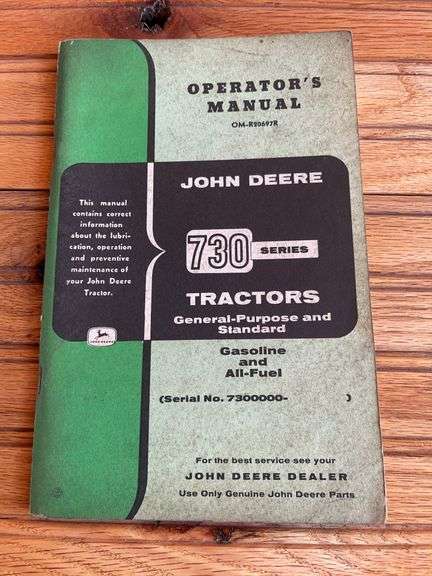 OPERATOR'S
MANUAL
OM-R20697R
This manual
contains correct
information
about the lubri-
cation, operation
and preventive
maintenance of
your John Deere
Tractor.
JOHN DEERE
730 SERIES
TRACTORS
General-Purpose and
Standard
Gasoline
and
All-Fuel
(Serial No. 7300000- )
For the best service see your
JOHN DEERE DEALER
Use Only Genuine John Deere Parts